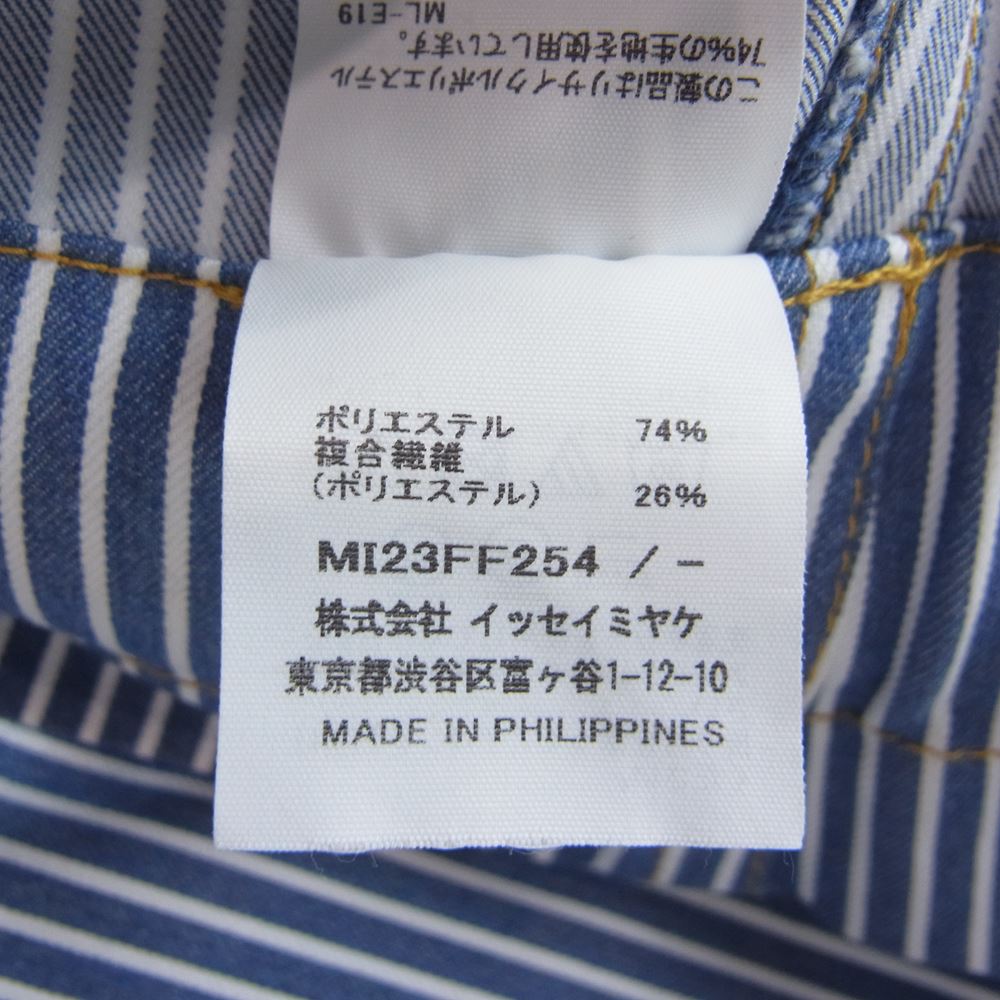 この製品はリサイクルポリエステル
74%の生地を使用しています。
ML-E19
ポリエステル 74%
複合繊維
(ポリエステル) 26%
MI23FF254 / -
株式会社 イッセイミヤケ
東京都渋谷区富ヶ谷1-12-10
MADE IN PHILIPPINES